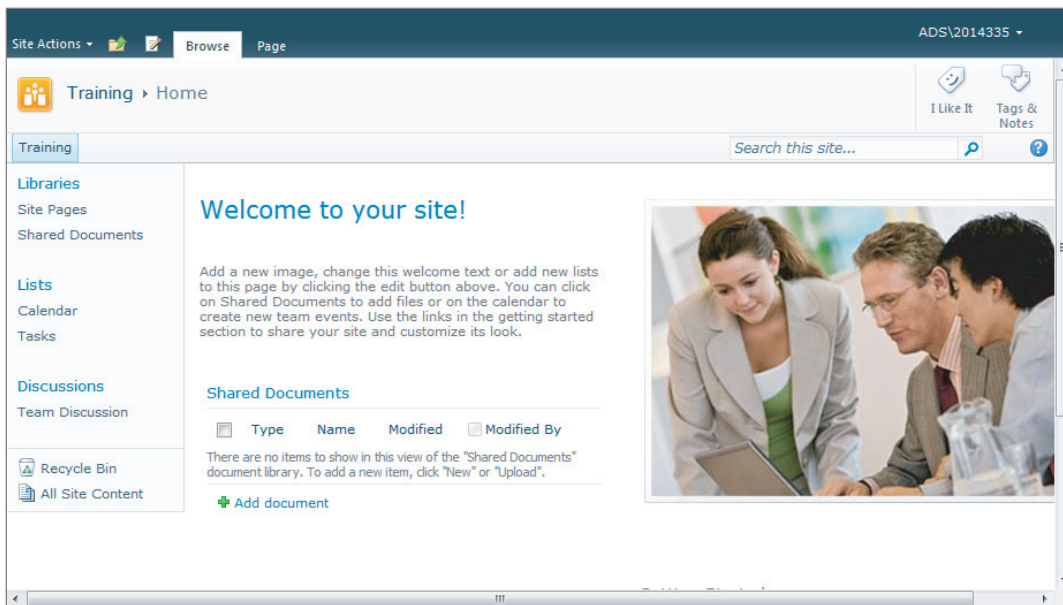 ADS\2014335
Site Actions
Browse
Page
Training ▸ Home
I Like It
Tags &
Notes
Training
Search this site...
Libraries
Site Pages
Shared Documents
Lists
Calendar
Tasks
Discussions
Team Discussion
Recycle Bin
All Site Content
Welcome to your site!
Add a new image, change this welcome text or add new lists
to this page by clicking the edit button above. You can click
on Shared Documents to add files or on the calendar to
create new team events. Use the links in the getting started
section to share your site and customize its look.
Shared Documents
Type Name Modified Modified By
There are no items to show in this view of the "Shared Documents"
document library. To add a new item, click "New" or "Upload".
Add document